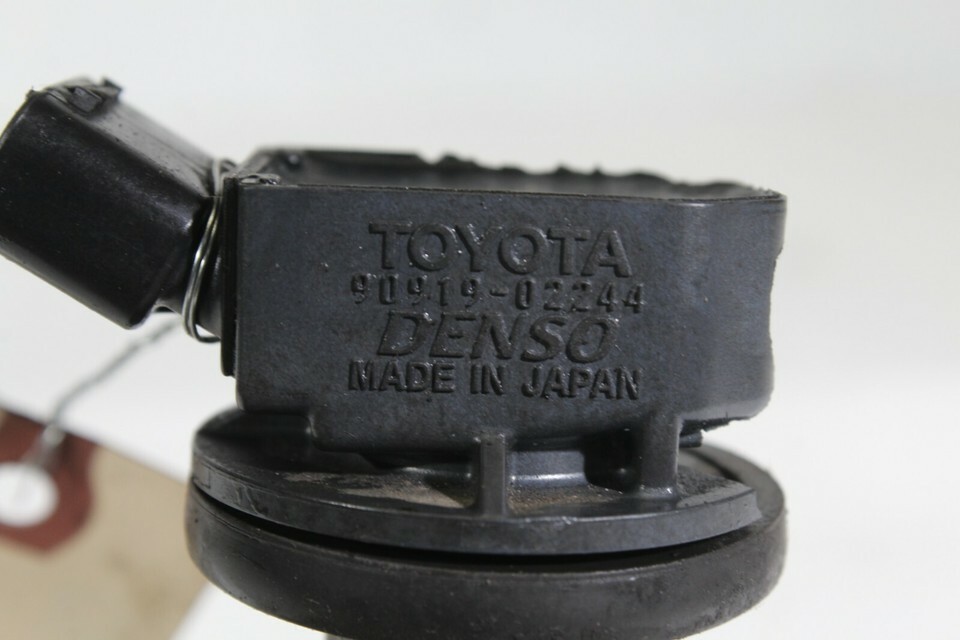 TOYOTA
90919-02244
DENSO
MADE IN JAPAN